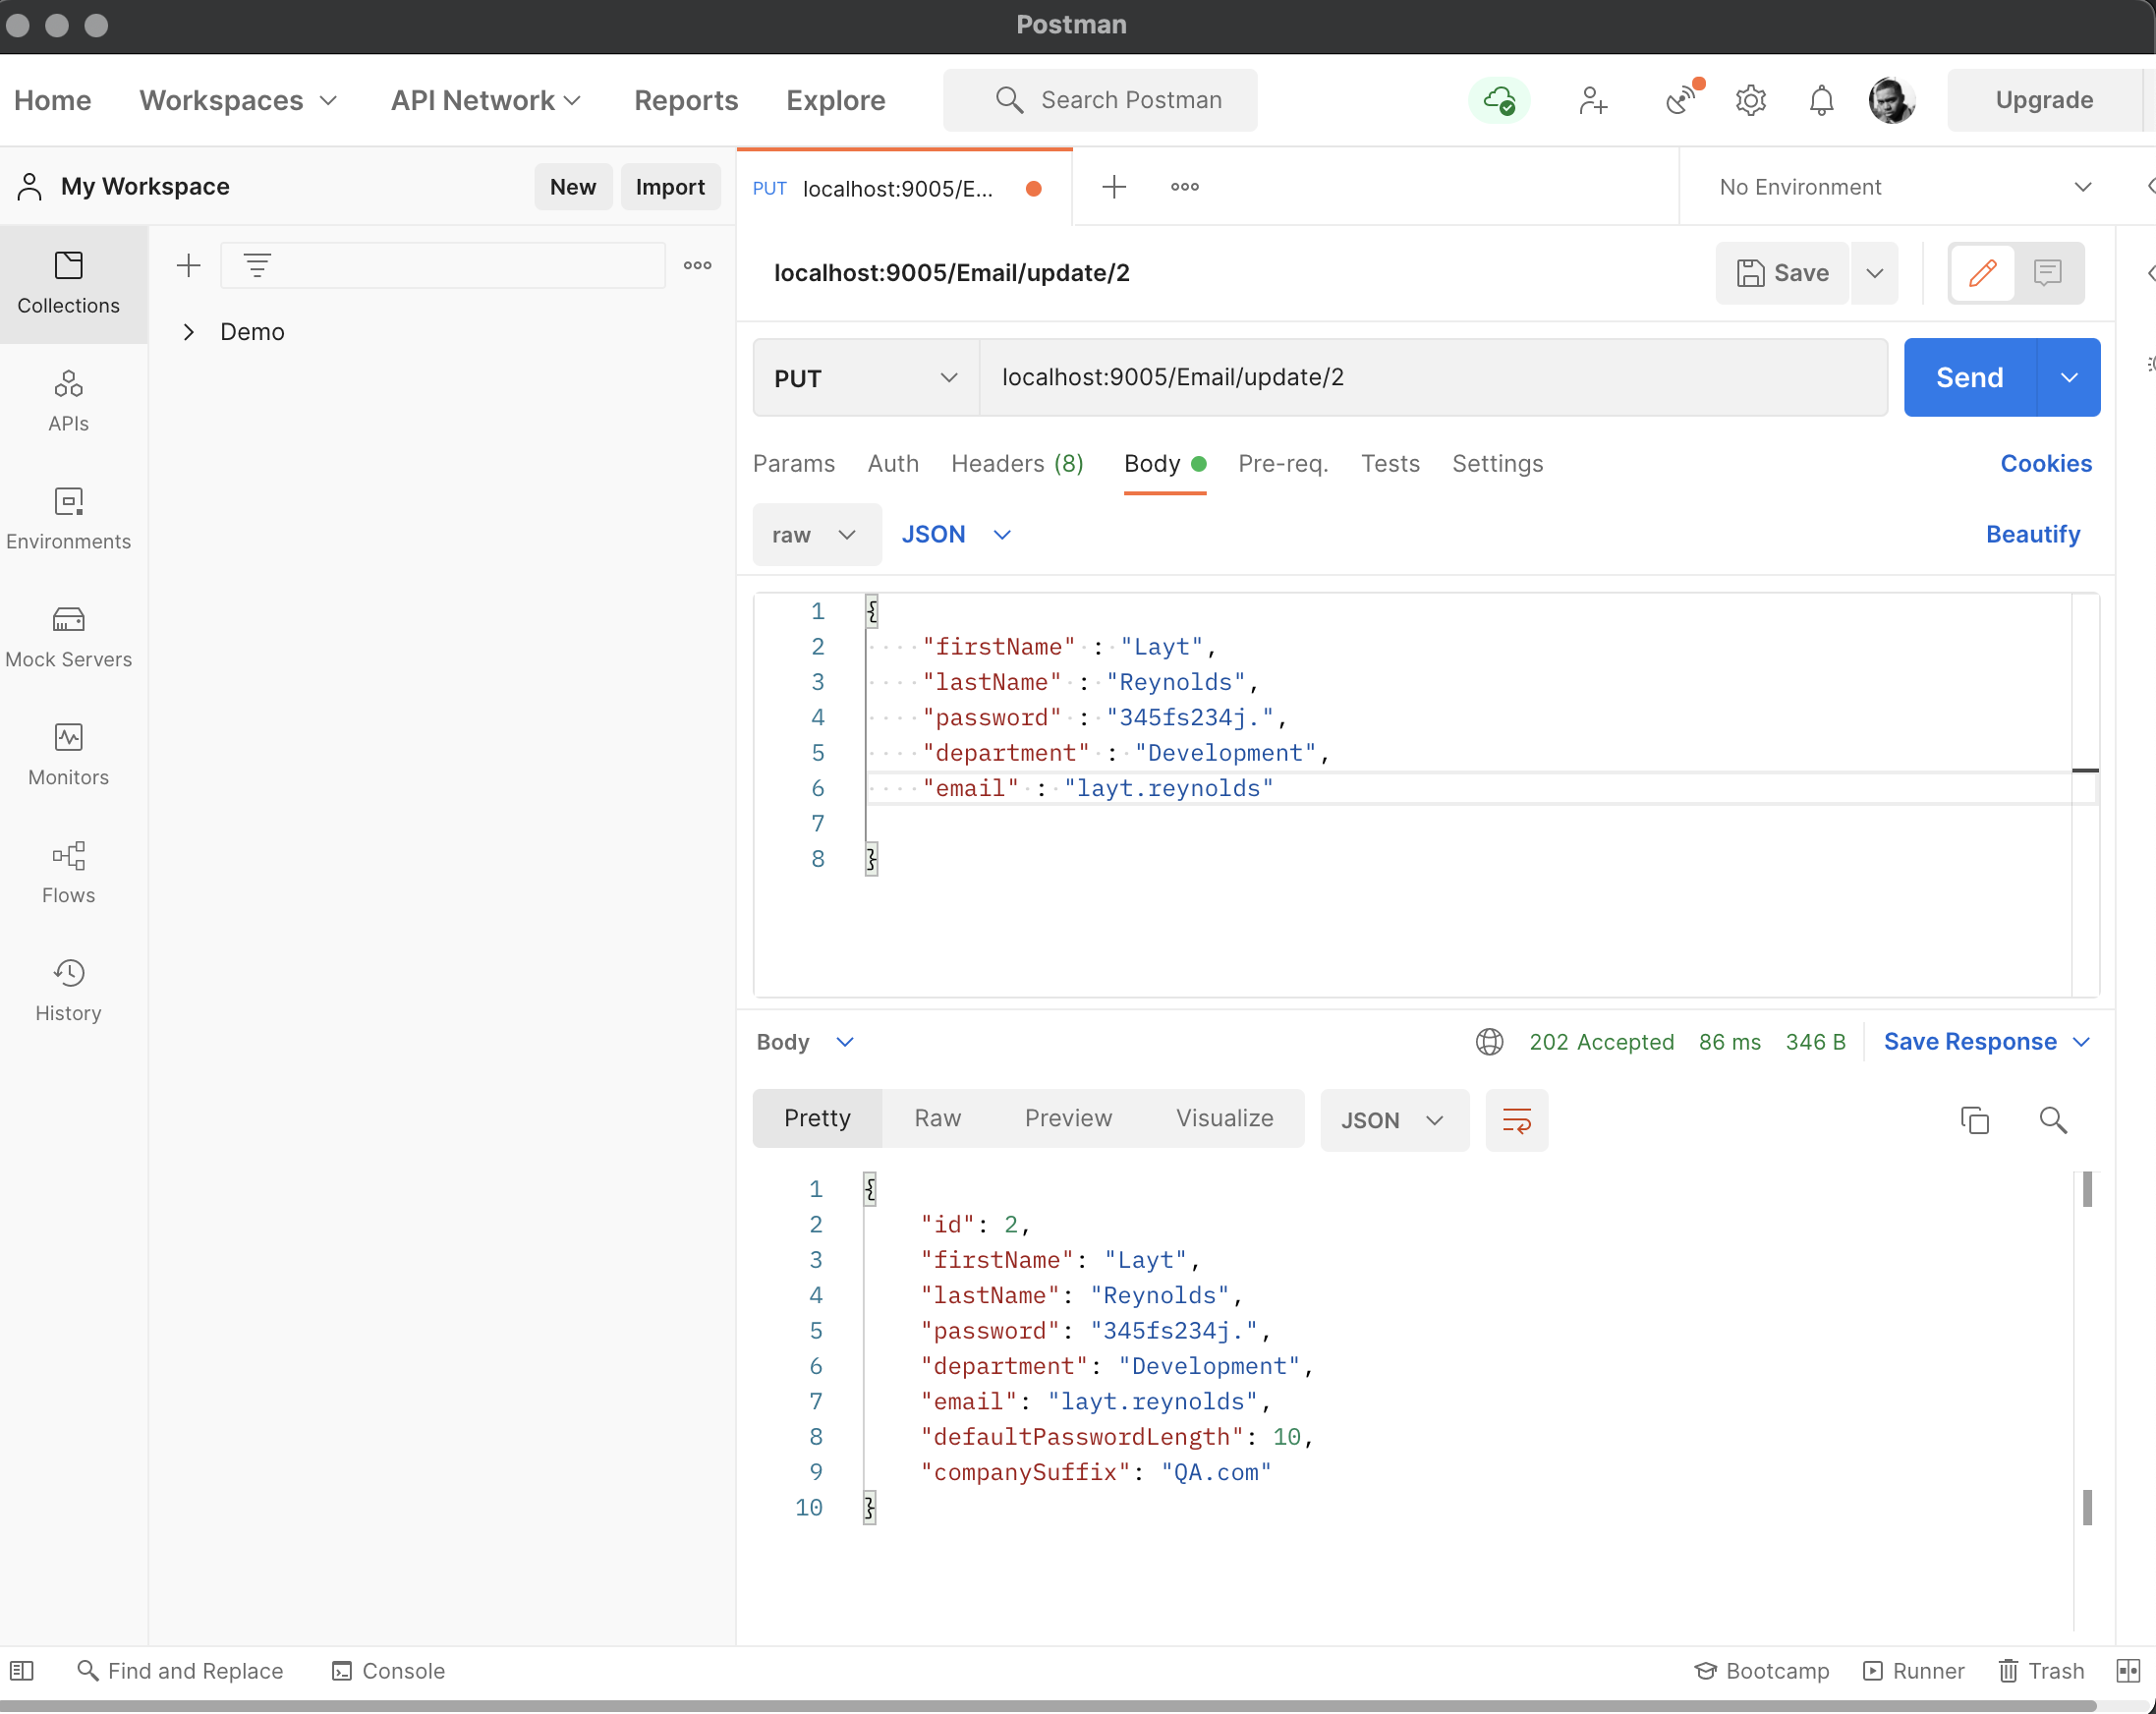 Postman
Home Workspaces API Network Reports Explore Search Postman Upgrade
My Workspace New Import PUT localhost:9005/E... No Environment
Collections
Demo
APIs
Environments
Mock Servers
Monitors
Flows
History
localhost:9005/Email/update/2 Save
PUT localhost:9005/Email/update/2 Send
Params Auth Headers (8) Body Pre-req. Tests Settings Cookies
raw JSON Beautify
1 {
2 "firstName" : "Layt",
3 "lastName" : "Reynolds",
4 "password" : "345fs234j.",
5 "department" : "Development",
6 "email" : "layt.reynolds"
7
8 }
Body 202 Accepted 86 ms 346 B Save Response
Pretty Raw Preview Visualize JSON
1 {
2 "id": 2,
3 "firstName": "Layt",
4 "lastName": "Reynolds",
5 "password": "345fs234j.",
6 "department": "Development",
7 "email": "layt.reynolds",
8 "defaultPasswordLength": 10,
9 "companySuffix": "QA.com"
10 }
Find and Replace Console Bootcamp Runner Trash